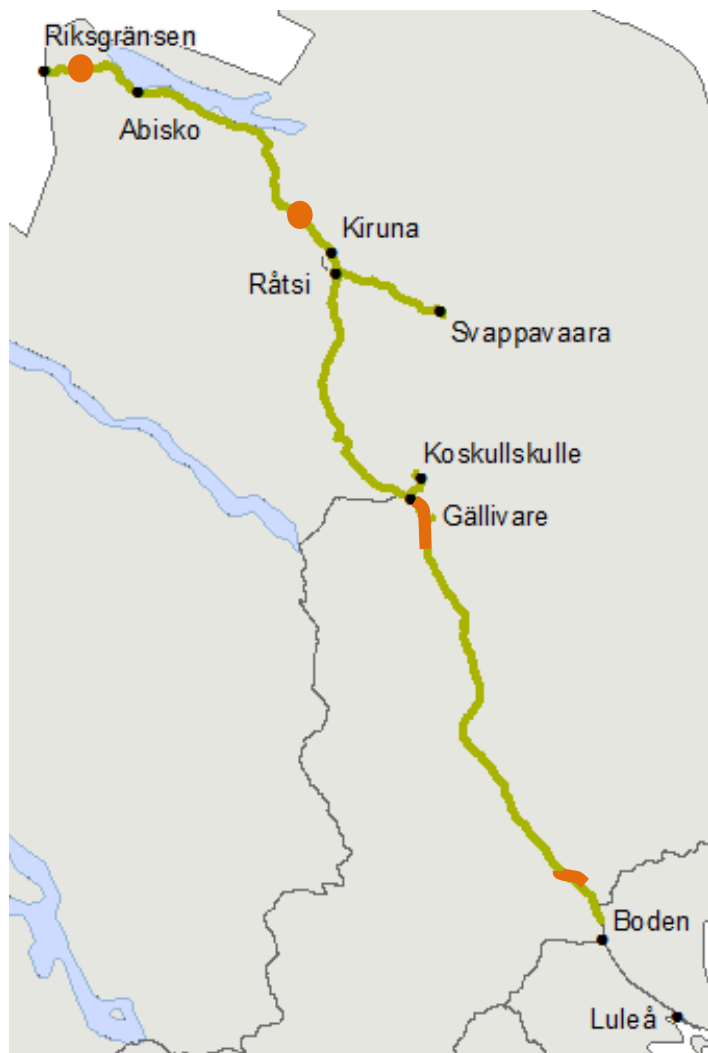 Riksgränsen
Abisko
Kiruna
Råtsi
Svappavaara
Koskullskulle
Gällivare
Boden
Luleå